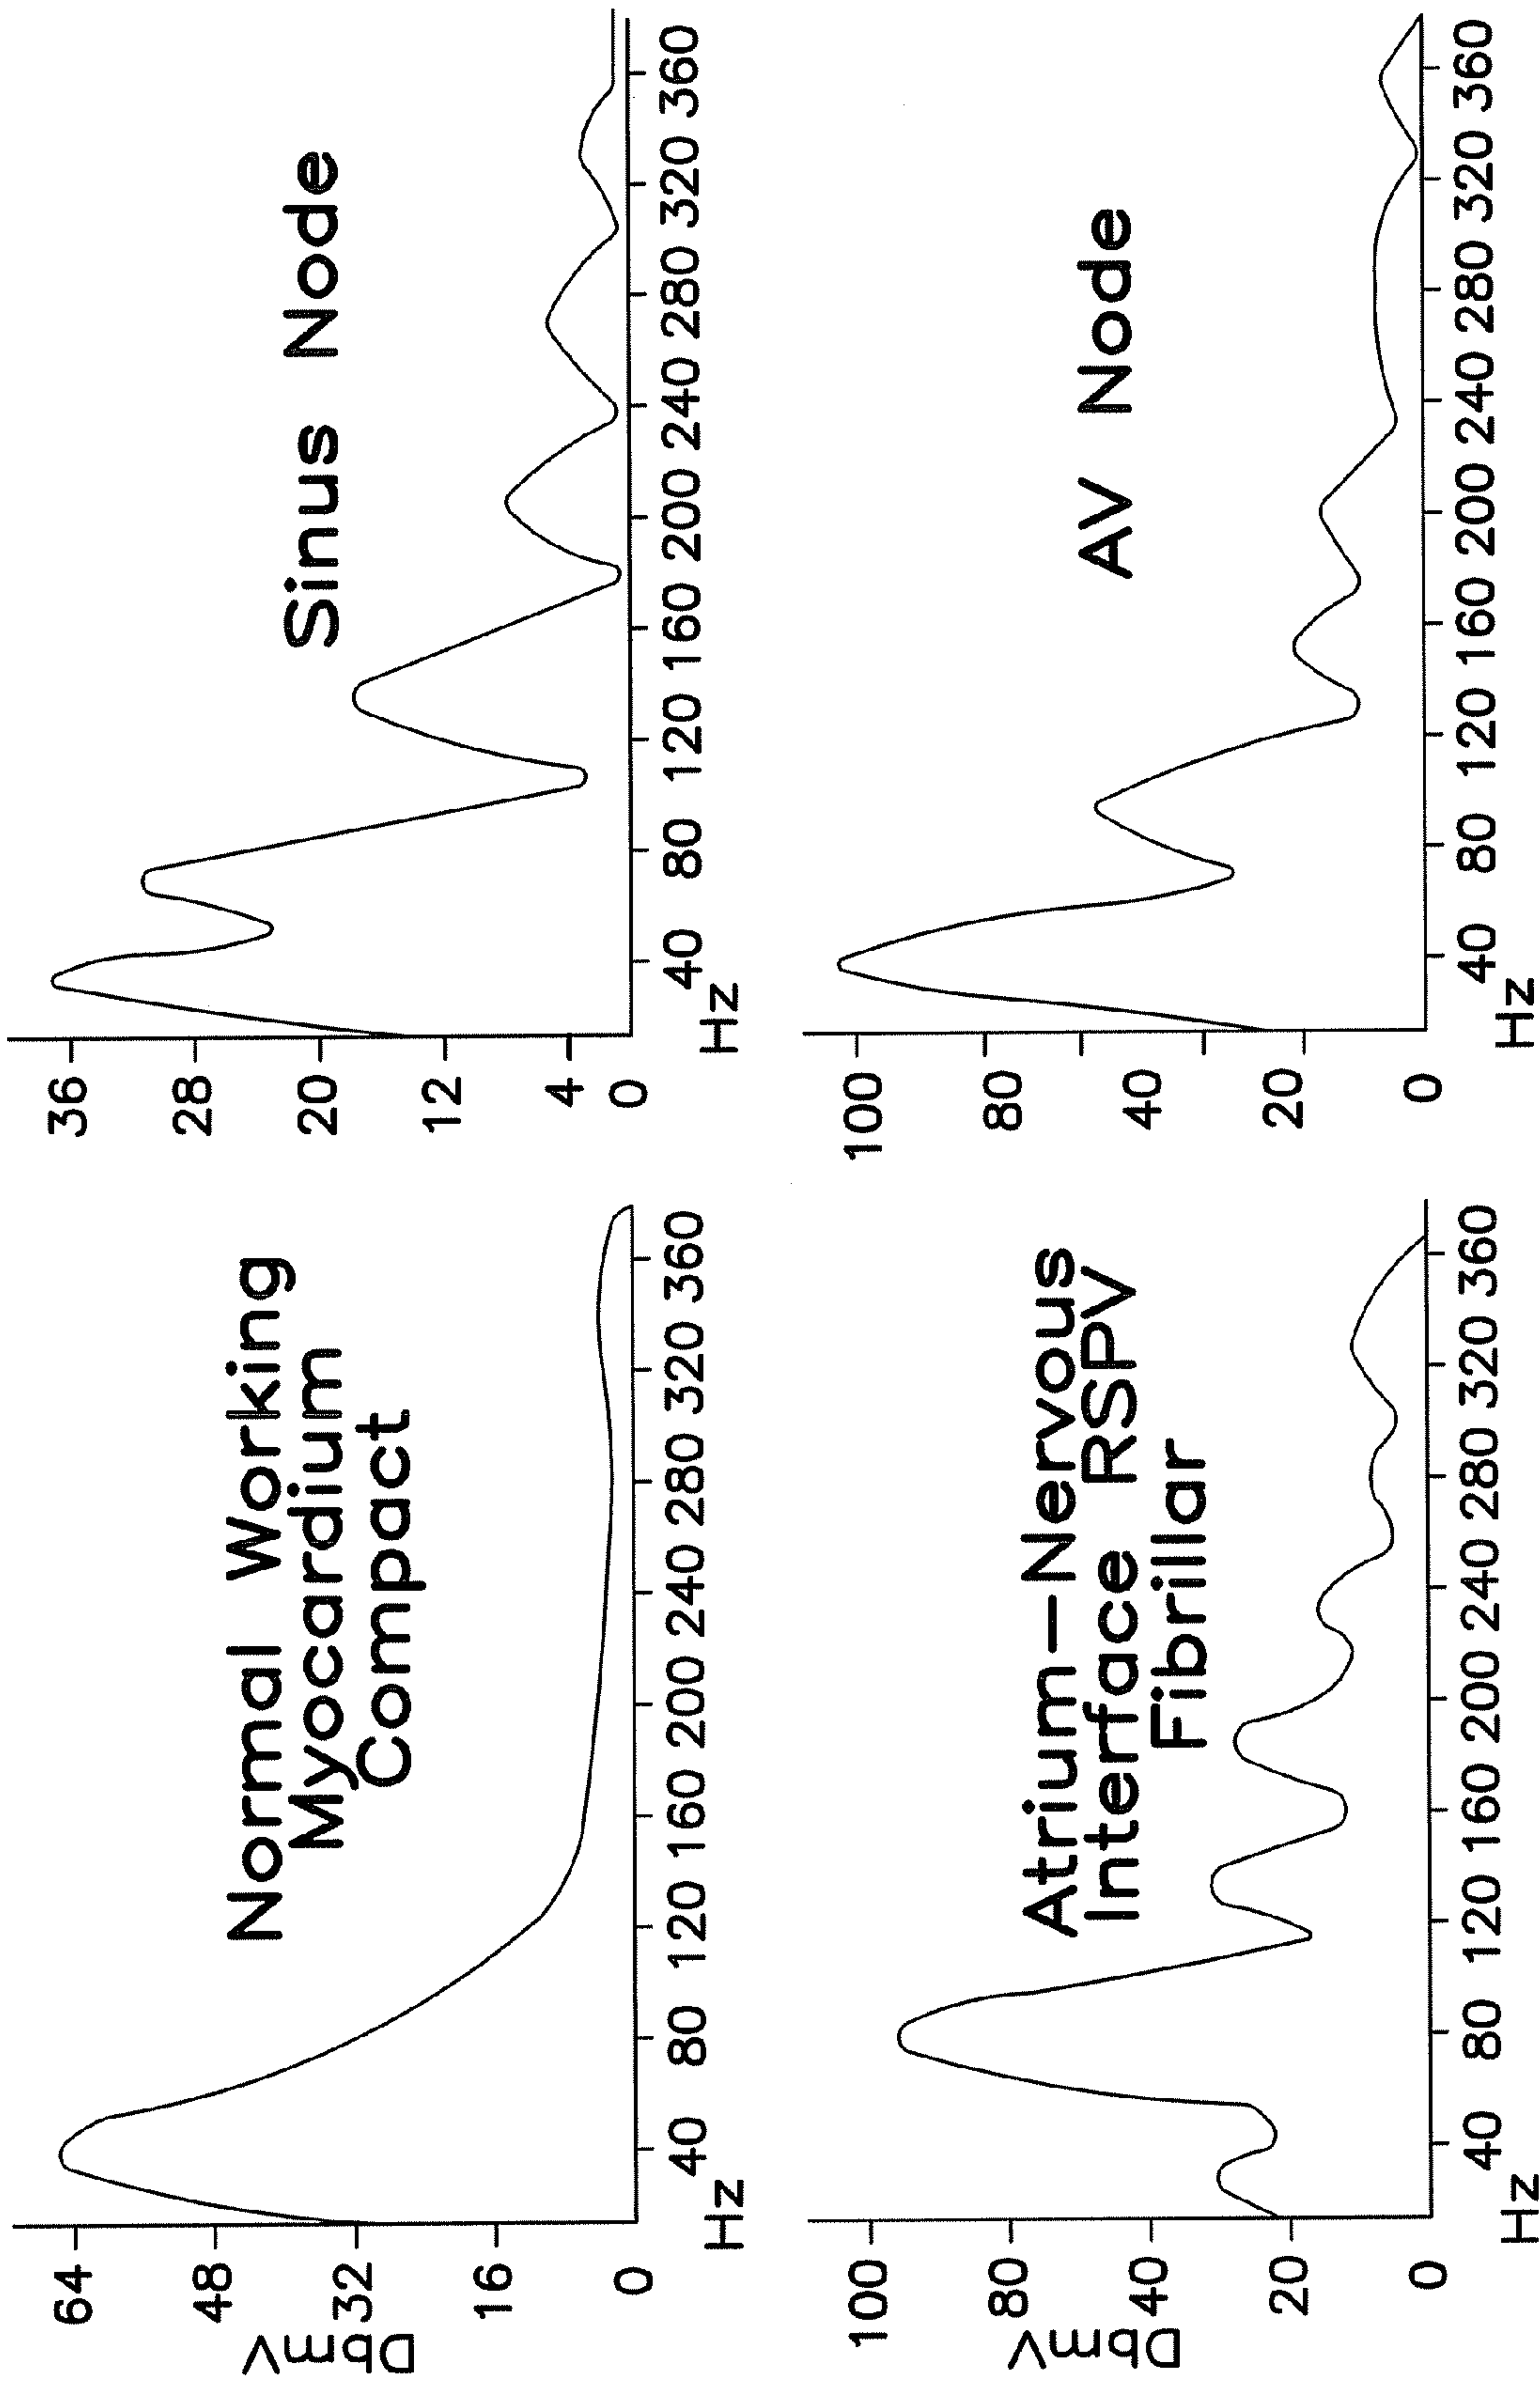 Normal Working
Myocardium
Compact
DbmV
64
48
32
16
0
40 80 120 160 200 240 280 320 360
Hz
Sinus Node
36
28
20
12
4
0
40 80 120 160 200 240 280 320 360
Hz
Atrium-Nervous
Interface RSPV
Fibrillar
DbmV
100
80
40
20
0
40 80 120 160 200 240 280 320 360
Hz
AV Node
100
80
40
20
0
40 80 120 160 200 240 280 320 360
Hz